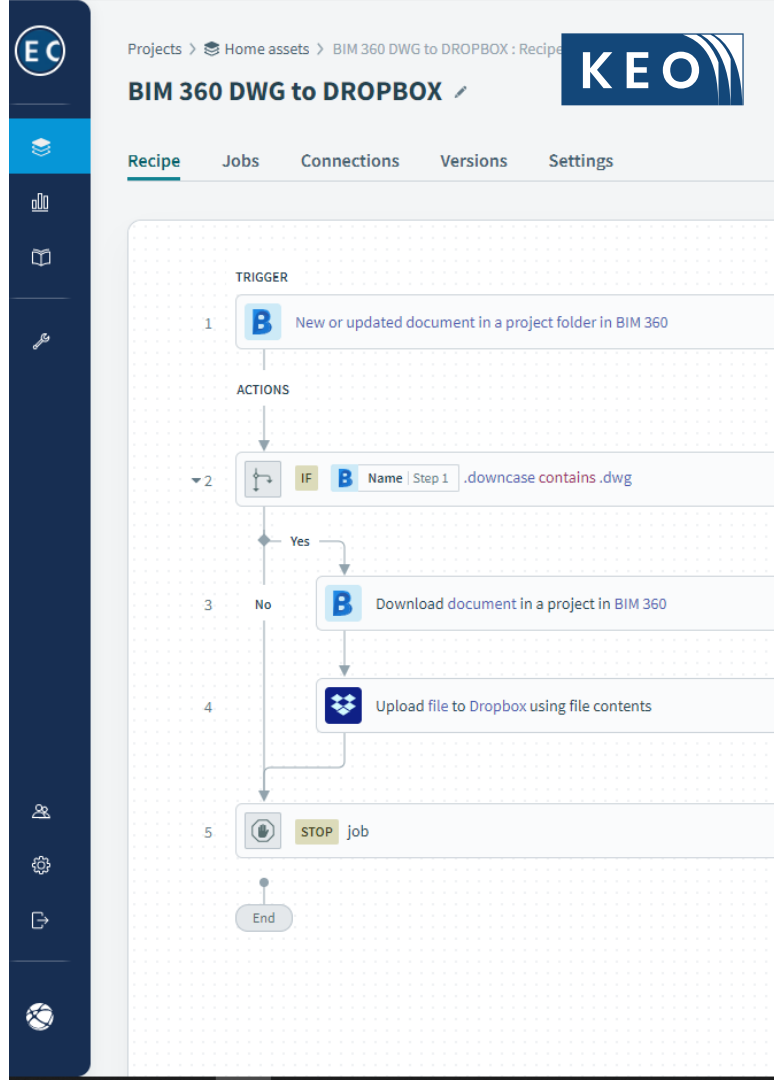 EC
Projects > Home assets > BIM 360 DWG to DROPBOX : Recipe
KEO
BIM 360 DWG to DROPBOX
Recipe Jobs Connections Versions Settings
TRIGGER
1 New or updated document in a project folder in BIM 360
ACTIONS
2 IF Name Step 1 .downcase contains .dwg
Yes
3 No Download document in a project in BIM 360
4 Upload file to Dropbox using file contents
5 STOP job
End